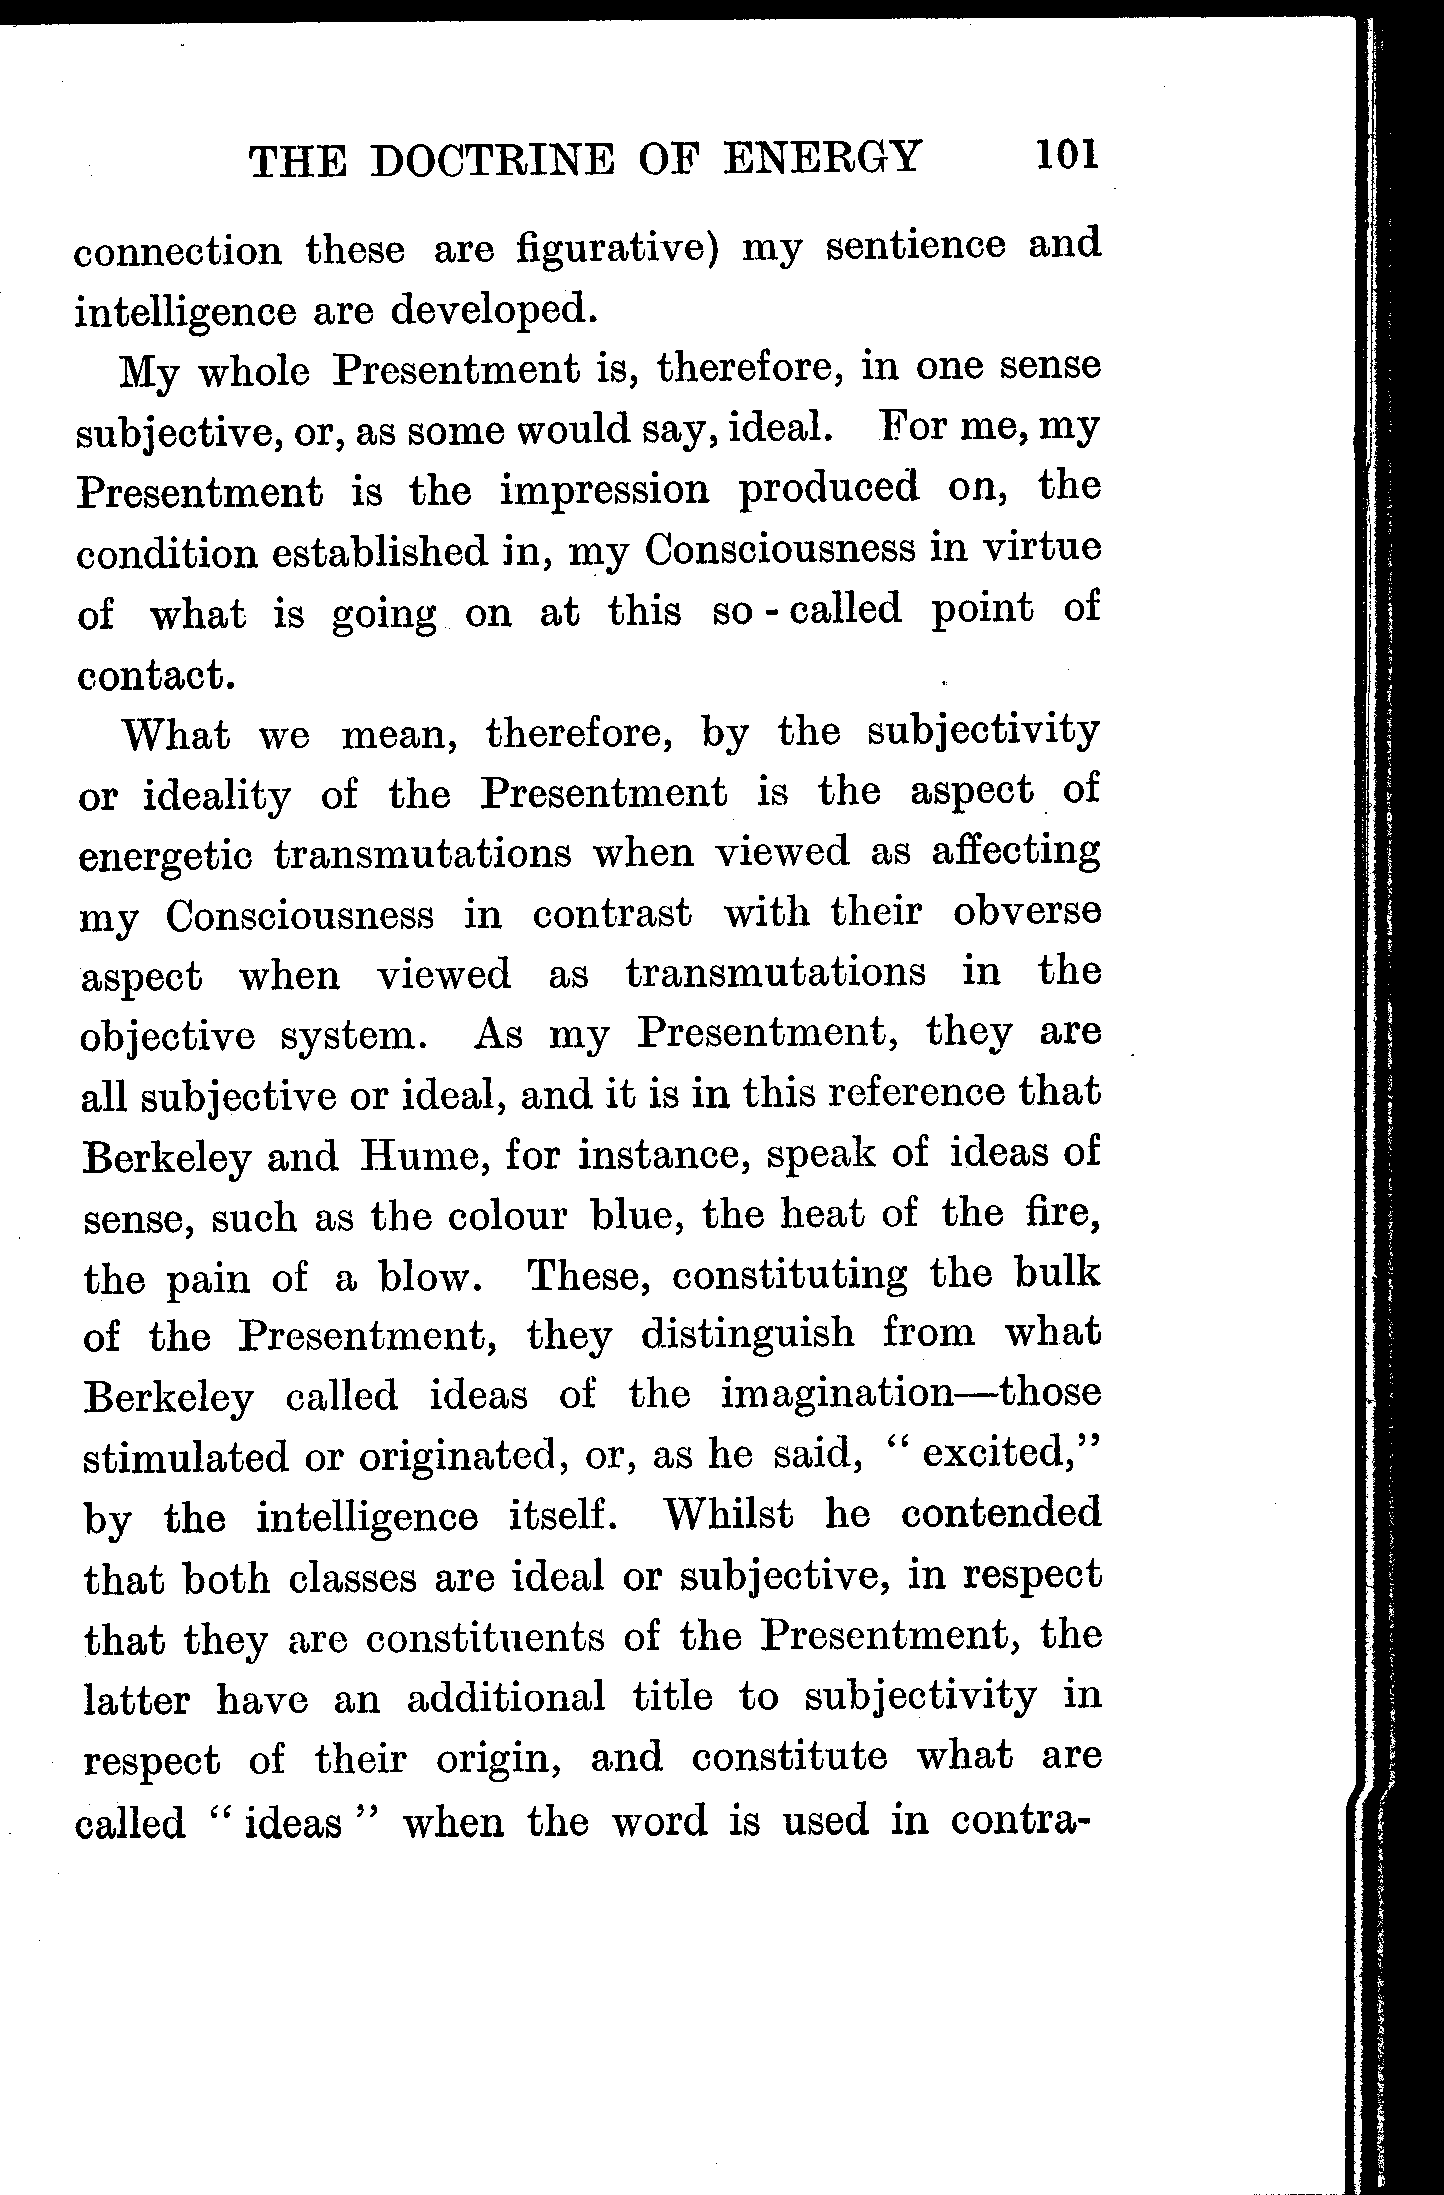 THE DOCTRINE OF ENERGY 101
connection these are figurative) my sentience and
intelligence are developed.
My whole Presentment is, therefore, in one sense
subjective, or, as some would say, ideal. For me, my
Presentment is the impression produced on, the
condition established in, my Consciousness in virtue
of what is going on at this so-called point of
contact.
What we mean, therefore, by the subjectivity
or ideality of the Presentment is the aspect of
energetic transmutations when viewed as affecting
my Consciousness in contrast with their obverse
aspect when viewed as transmutations in the
objective system. As my Presentment, they are
all subjective or ideal, and it is in this reference that
Berkeley and Hume, for instance, speak of ideas of
sense, such as the colour blue, the heat of the fire,
the pain of a blow. These, constituting the bulk
of the Presentment, they distinguish from what
Berkeley called ideas of the imagination—those
stimulated or originated, or, as he said, “ excited,”
by the intelligence itself. Whilst he contended
that both classes are ideal or subjective, in respect
that they are constituents of the Presentment, the
latter have an additional title to subjectivity in
respect of their origin, and constitute what are
called “ ideas ” when the word is used in contra-